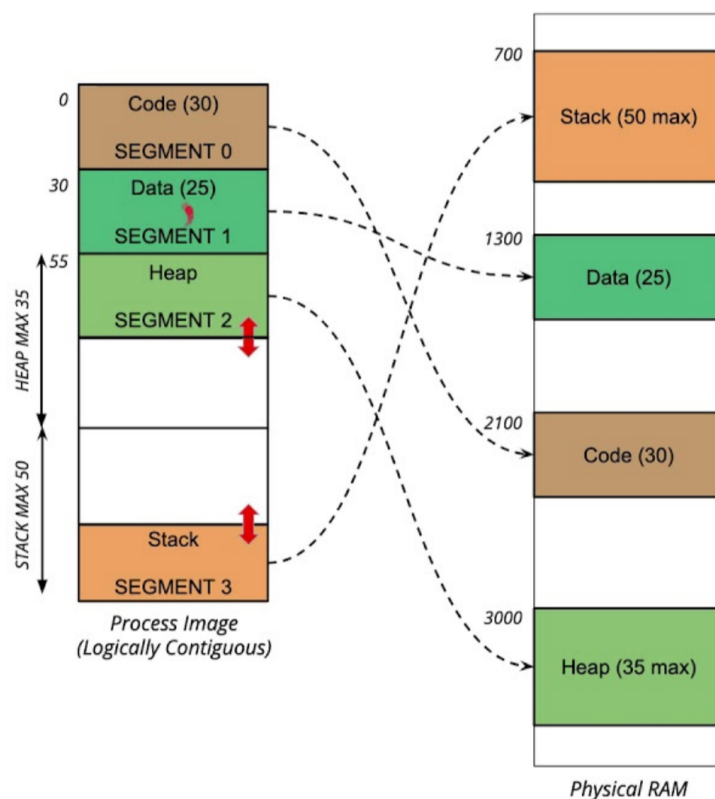 0
Code (30)
SEGMENT 0
30
Data (25)
SEGMENT 1
55
Heap
SEGMENT 2
HEAP MAX 35
STACK MAX 50
Stack
SEGMENT 3
Process Image
(Logically Contiguous)
700
Stack (50 max)
1300
Data (25)
2100
Code (30)
3000
Heap (35 max)
Physical RAM